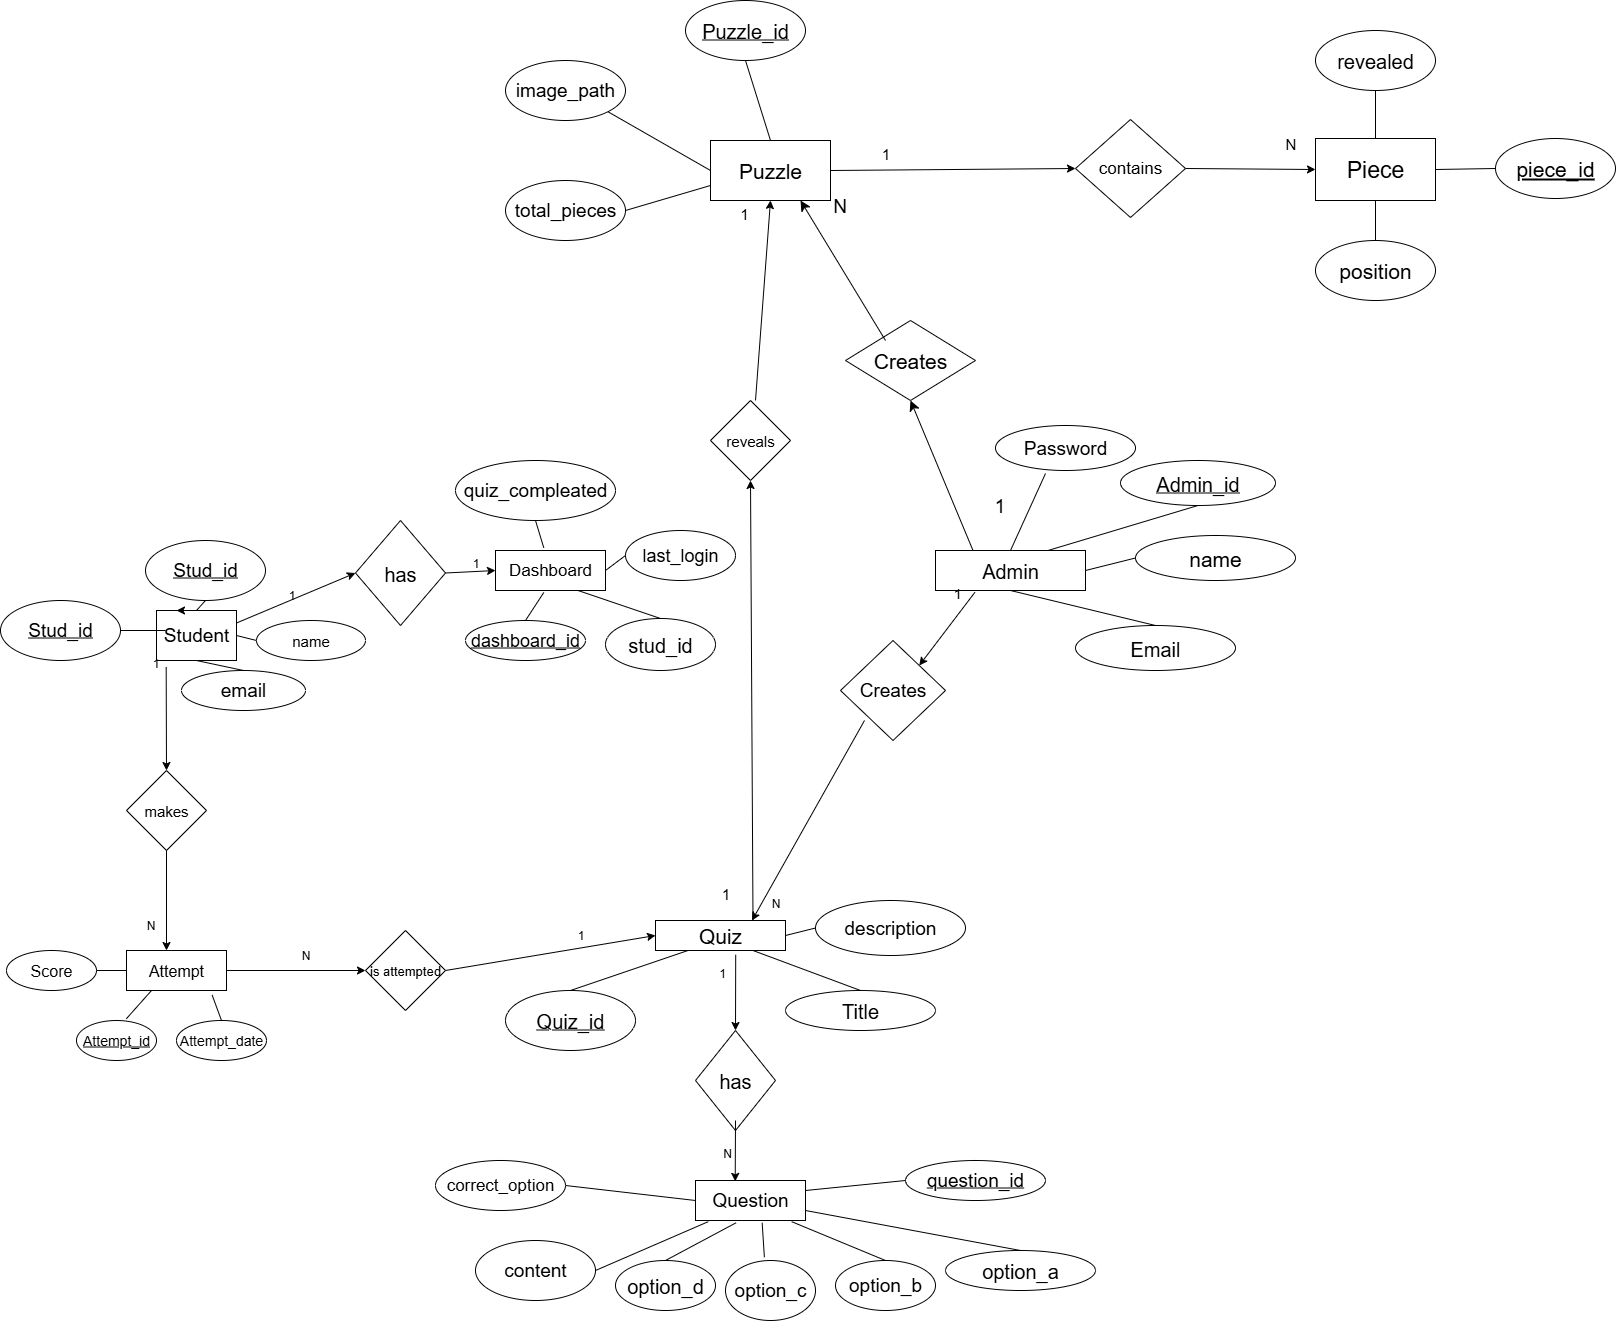 Puzzle_id
revealed
image_path
Puzzle
1
contains
N
Piece
piece_id
total_pieces
1
N
position
Creates
reveals
Password
Admin_id
1
quiz_compleated
last_login
name
Stud_id
has
1
Dashboard
Admin
1
1
Stud_id
Student
name
dashboard_id
stud_id
Email
1
email
Creates
makes
1
N
N
description
Quiz
1
N
Score
Attempt
is attempted
1
Quiz_id
Title
Attempt_id
Attempt_date
has
N
correct_option
question_id
Question
content
option_d
option_c
option_b
option_a